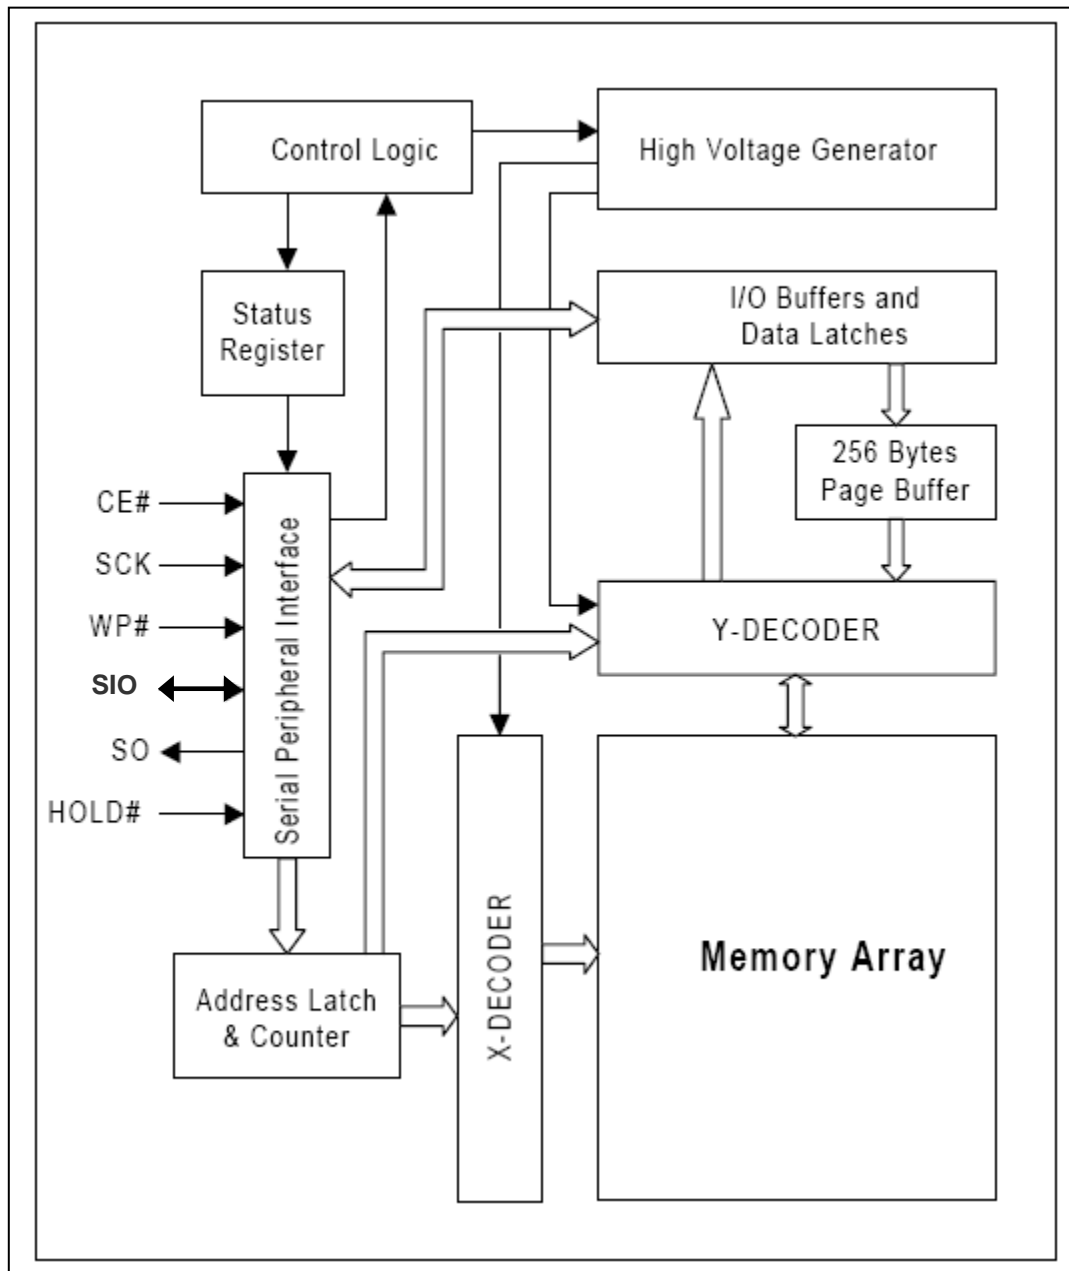 Control Logic
High Voltage Generator
Status
Register
I/O Buffers and
Data Latches
256 Bytes
Page Buffer
CE#
SCK
WP#
SIO
SO
HOLD#
Serial Peripheral Interface
Y-DECODER
Address Latch
& Counter
X-DECODER
Memory Array